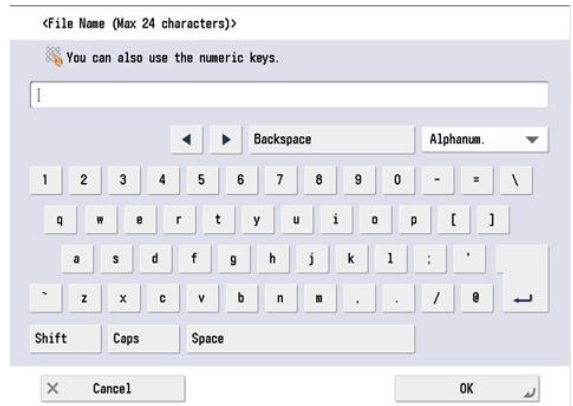 <File Name (Max 24 characters)>
You can also use the numeric keys.
Backspace Alphanum.
1 2 3 4 5 6 7 8 9 0 - = \
q w e r t y u i o p [ ]
a s d f g h j k l ; '
` z x c v b n m , . / @
Shift Caps Space
Cancel OK